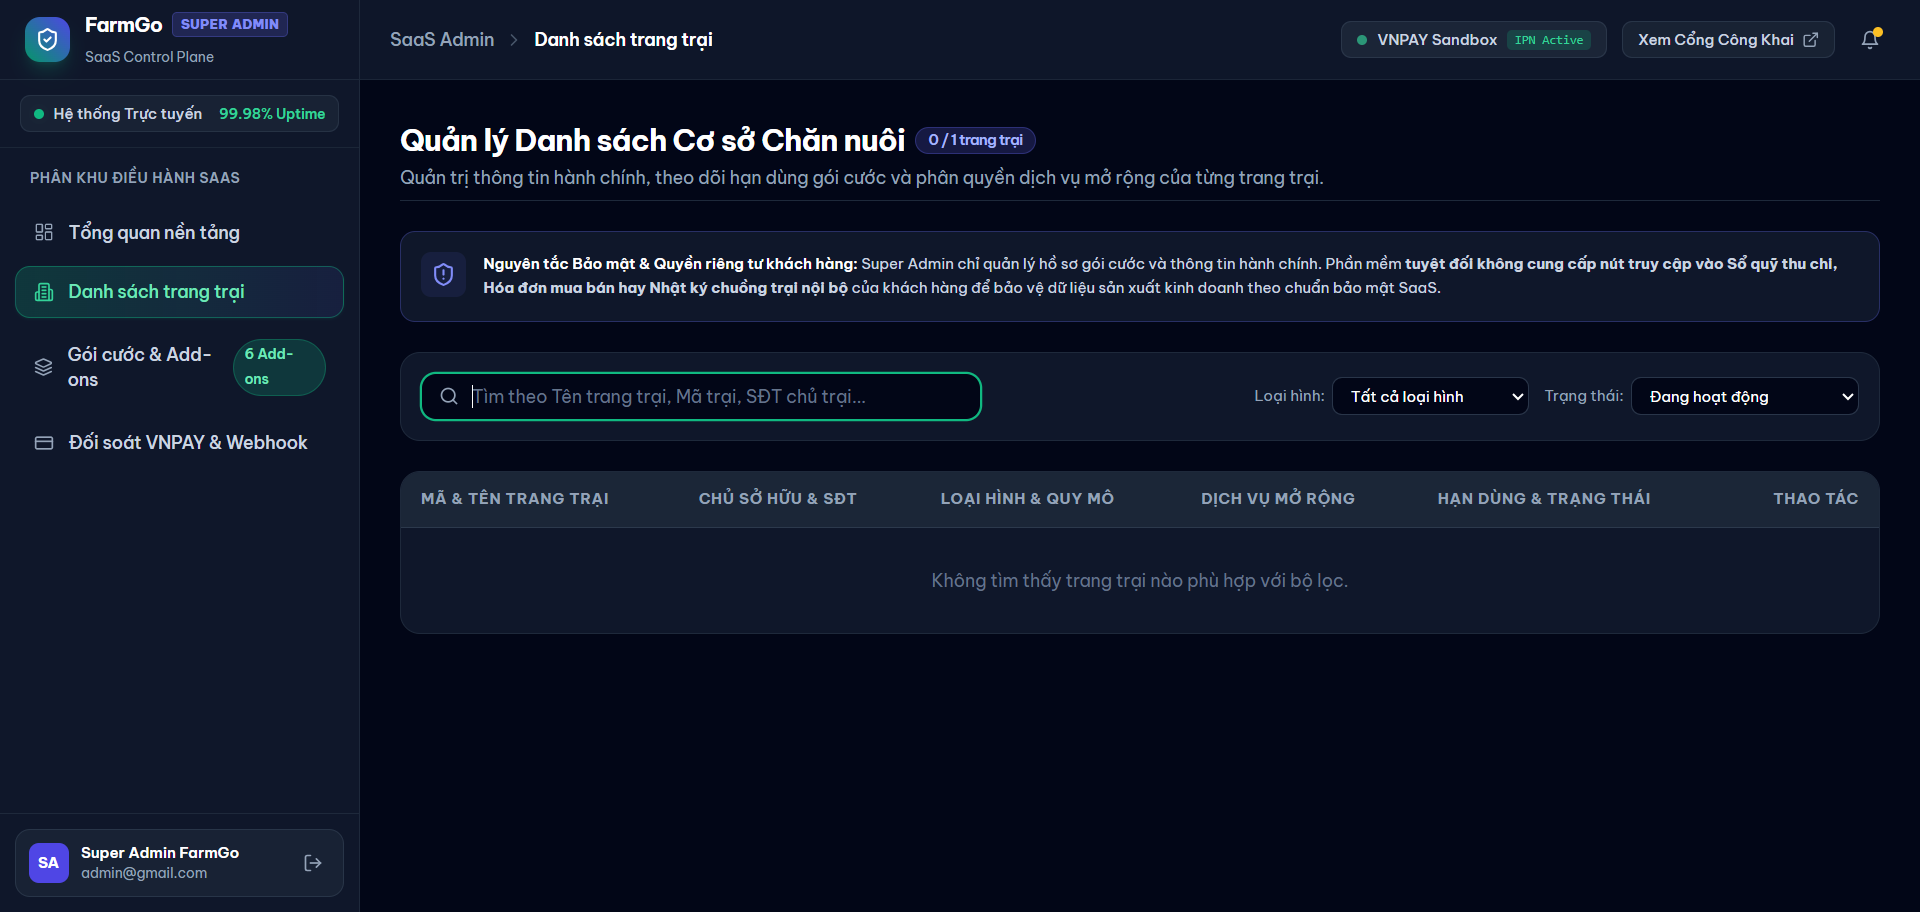 FarmGo SUPER ADMIN
SaaS Control Plane
Hệ thống Trực tuyến 99.98% Uptime
PHÂN KHU ĐIỀU HÀNH SAAS
Tổng quan nền tảng
Danh sách trang trại
Gói cước & Add-
ons
6 Add-
ons
Đối soát VNPAY & Webhook
SA
Super Admin FarmGo
admin@gmail.com
SaaS Admin > Danh sách trang trại
VNPAY Sandbox IPN Active
Xem Cổng Công Khai
Quản lý Danh sách Cơ sở Chăn nuôi 0 / 1 trang trại
Quản trị thông tin hành chính, theo dõi hạn dùng gói cước và phân quyền dịch vụ mở rộng của từng trang trại.
Nguyên tắc Bảo mật & Quyền riêng tư khách hàng: Super Admin chỉ quản lý hồ sơ gói cước và thông tin hành chính. Phần mềm tuyệt đối không cung cấp nút truy cập vào Sổ quỹ thu chi,
Hóa đơn mua bán hay Nhật ký chuồng trại nội bộ của khách hàng để bảo vệ dữ liệu sản xuất kinh doanh theo chuẩn bảo mật SaaS.
Tìm theo Tên trang trại, Mã trại, SĐT chủ trại...
Loại hình: Tất cả loại hình
Trạng thái: Đang hoạt động
MÃ & TÊN TRANG TRẠI CHỦ SỞ HỮU & SĐT LOẠI HÌNH & QUY MÔ DỊCH VỤ MỞ RỘNG HẠN DÙNG & TRẠNG THÁI THAO TÁC
Không tìm thấy trang trại nào phù hợp với bộ lọc.